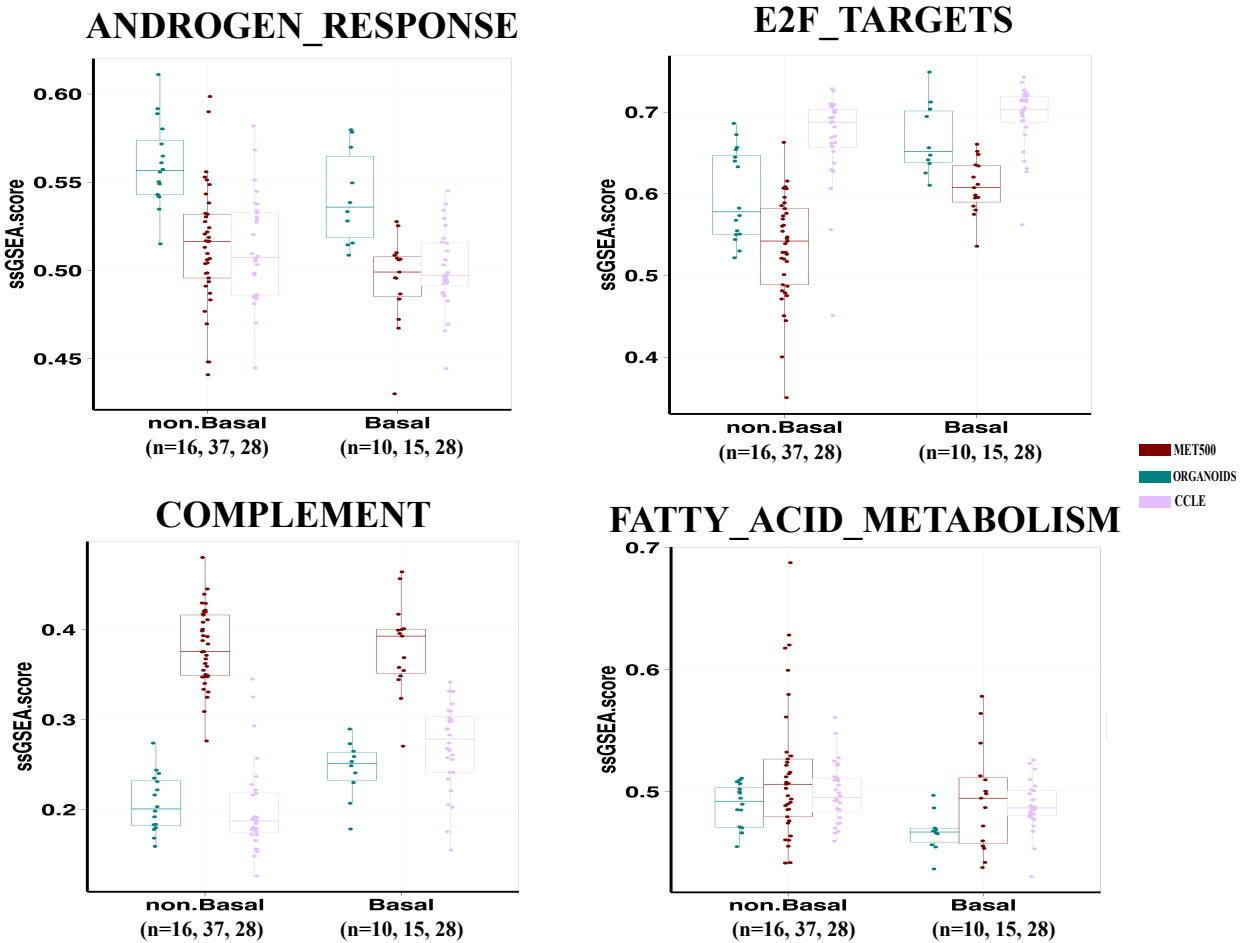 ANDROGEN_RESPONSE
ssGSEA.score
0.60
0.55
0.50
0.45
non.Basal Basal
(n=16, 37, 28) (n=10, 15, 28)
E2F_TARGETS
ssGSEA.score
0.7
0.6
0.5
0.4
non.Basal Basal
(n=16, 37, 28) (n=10, 15, 28)
MET500
ORGANOIDS
CCLE
COMPLEMENT
ssGSEA.score
0.4
0.3
0.2
non.Basal Basal
(n=16, 37, 28) (n=10, 15, 28)
FATTY_ACID_METABOLISM
ssGSEA.score
0.7
0.6
0.5
non.Basal Basal
(n=16, 37, 28) (n=10, 15, 28)